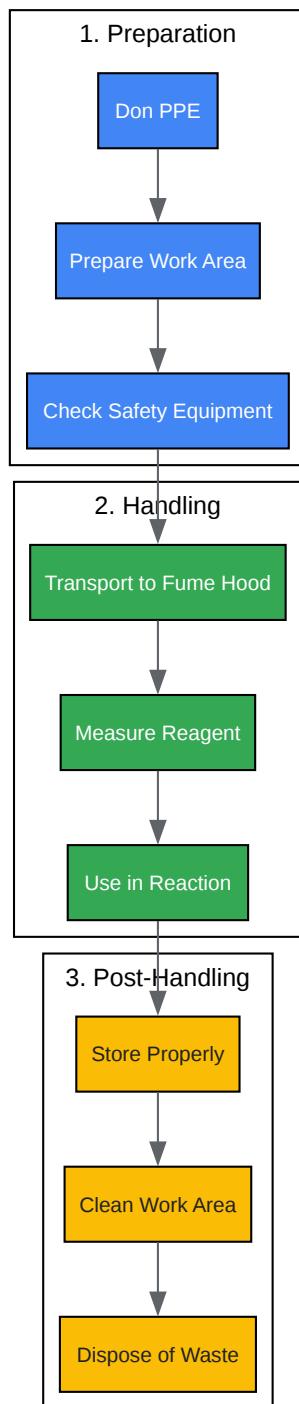 1. Preparation
Don PPE
Prepare Work Area
Check Safety Equipment
2. Handling
Transport to Fume Hood
Measure Reagent
Use in Reaction
3. Post-Handling
Store Properly
Clean Work Area
Dispose of Waste